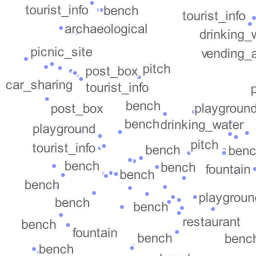 tourist_info
bench
tourist_info
archaeological
drinking_w
picnic_site
vending_a
post_box
pitch
car_sharing
tourist_info
post_box
bench
playground
playground
bench
drinking_water
tourist_info
bench
pitch
benc
bench
bench
bench
fountain
bench
bench
bench
playground
bench
fountain
restaurant
bench
bench
bench